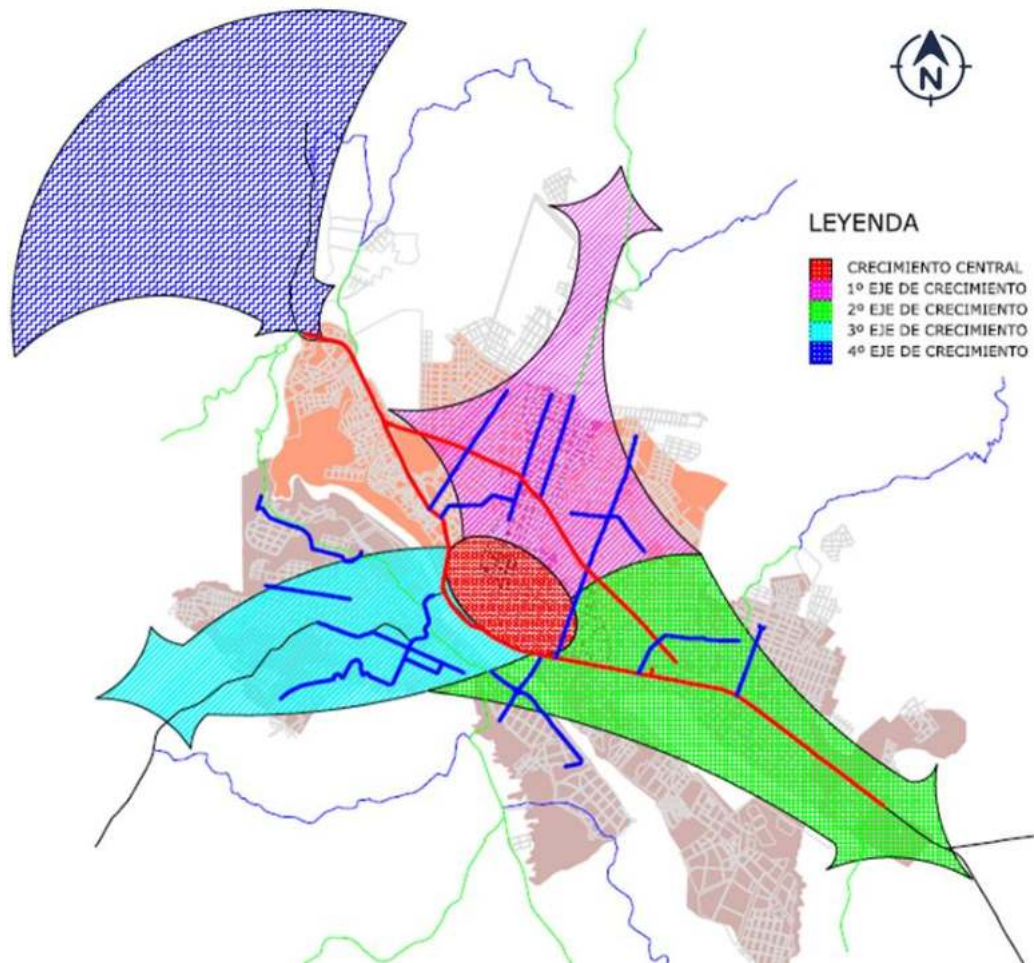 N
LEYENDA
CRECIMIENTO CENTRAL
1º EJE DE CRECIMIENTO
2º EJE DE CRECIMIENTO
3º EJE DE CRECIMIENTO
4º EJE DE CRECIMIENTO